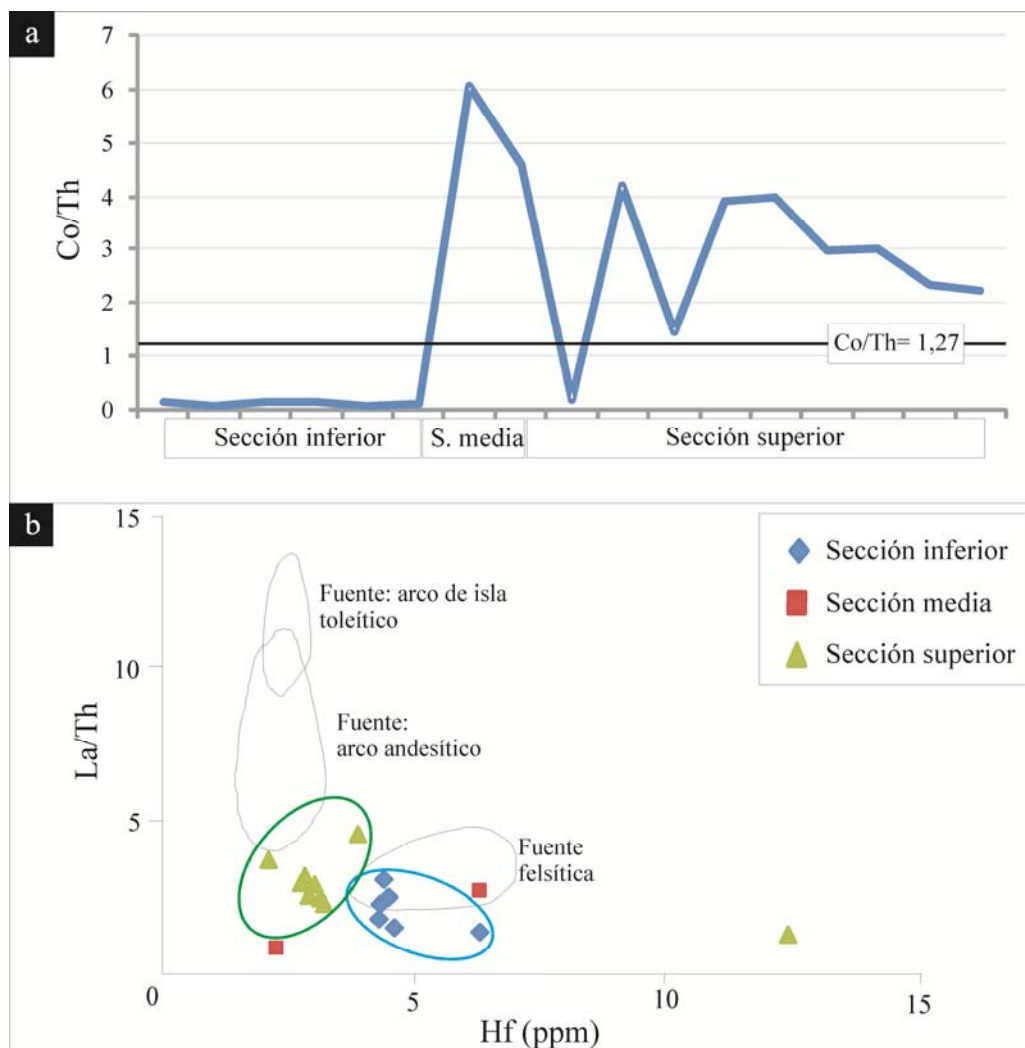 a
7
6
5
4
3
2
1
0
Co/Th
Co/Th= 1,27
Sección inferior
S. media
Sección superior
b
15
10
5
0
5
10
15
La/Th
Hf (ppm)
Fuente: arco de isla
toleítico
Fuente:
arco andesítico
Fuente
felsítica
Sección inferior
Sección media
Sección superior